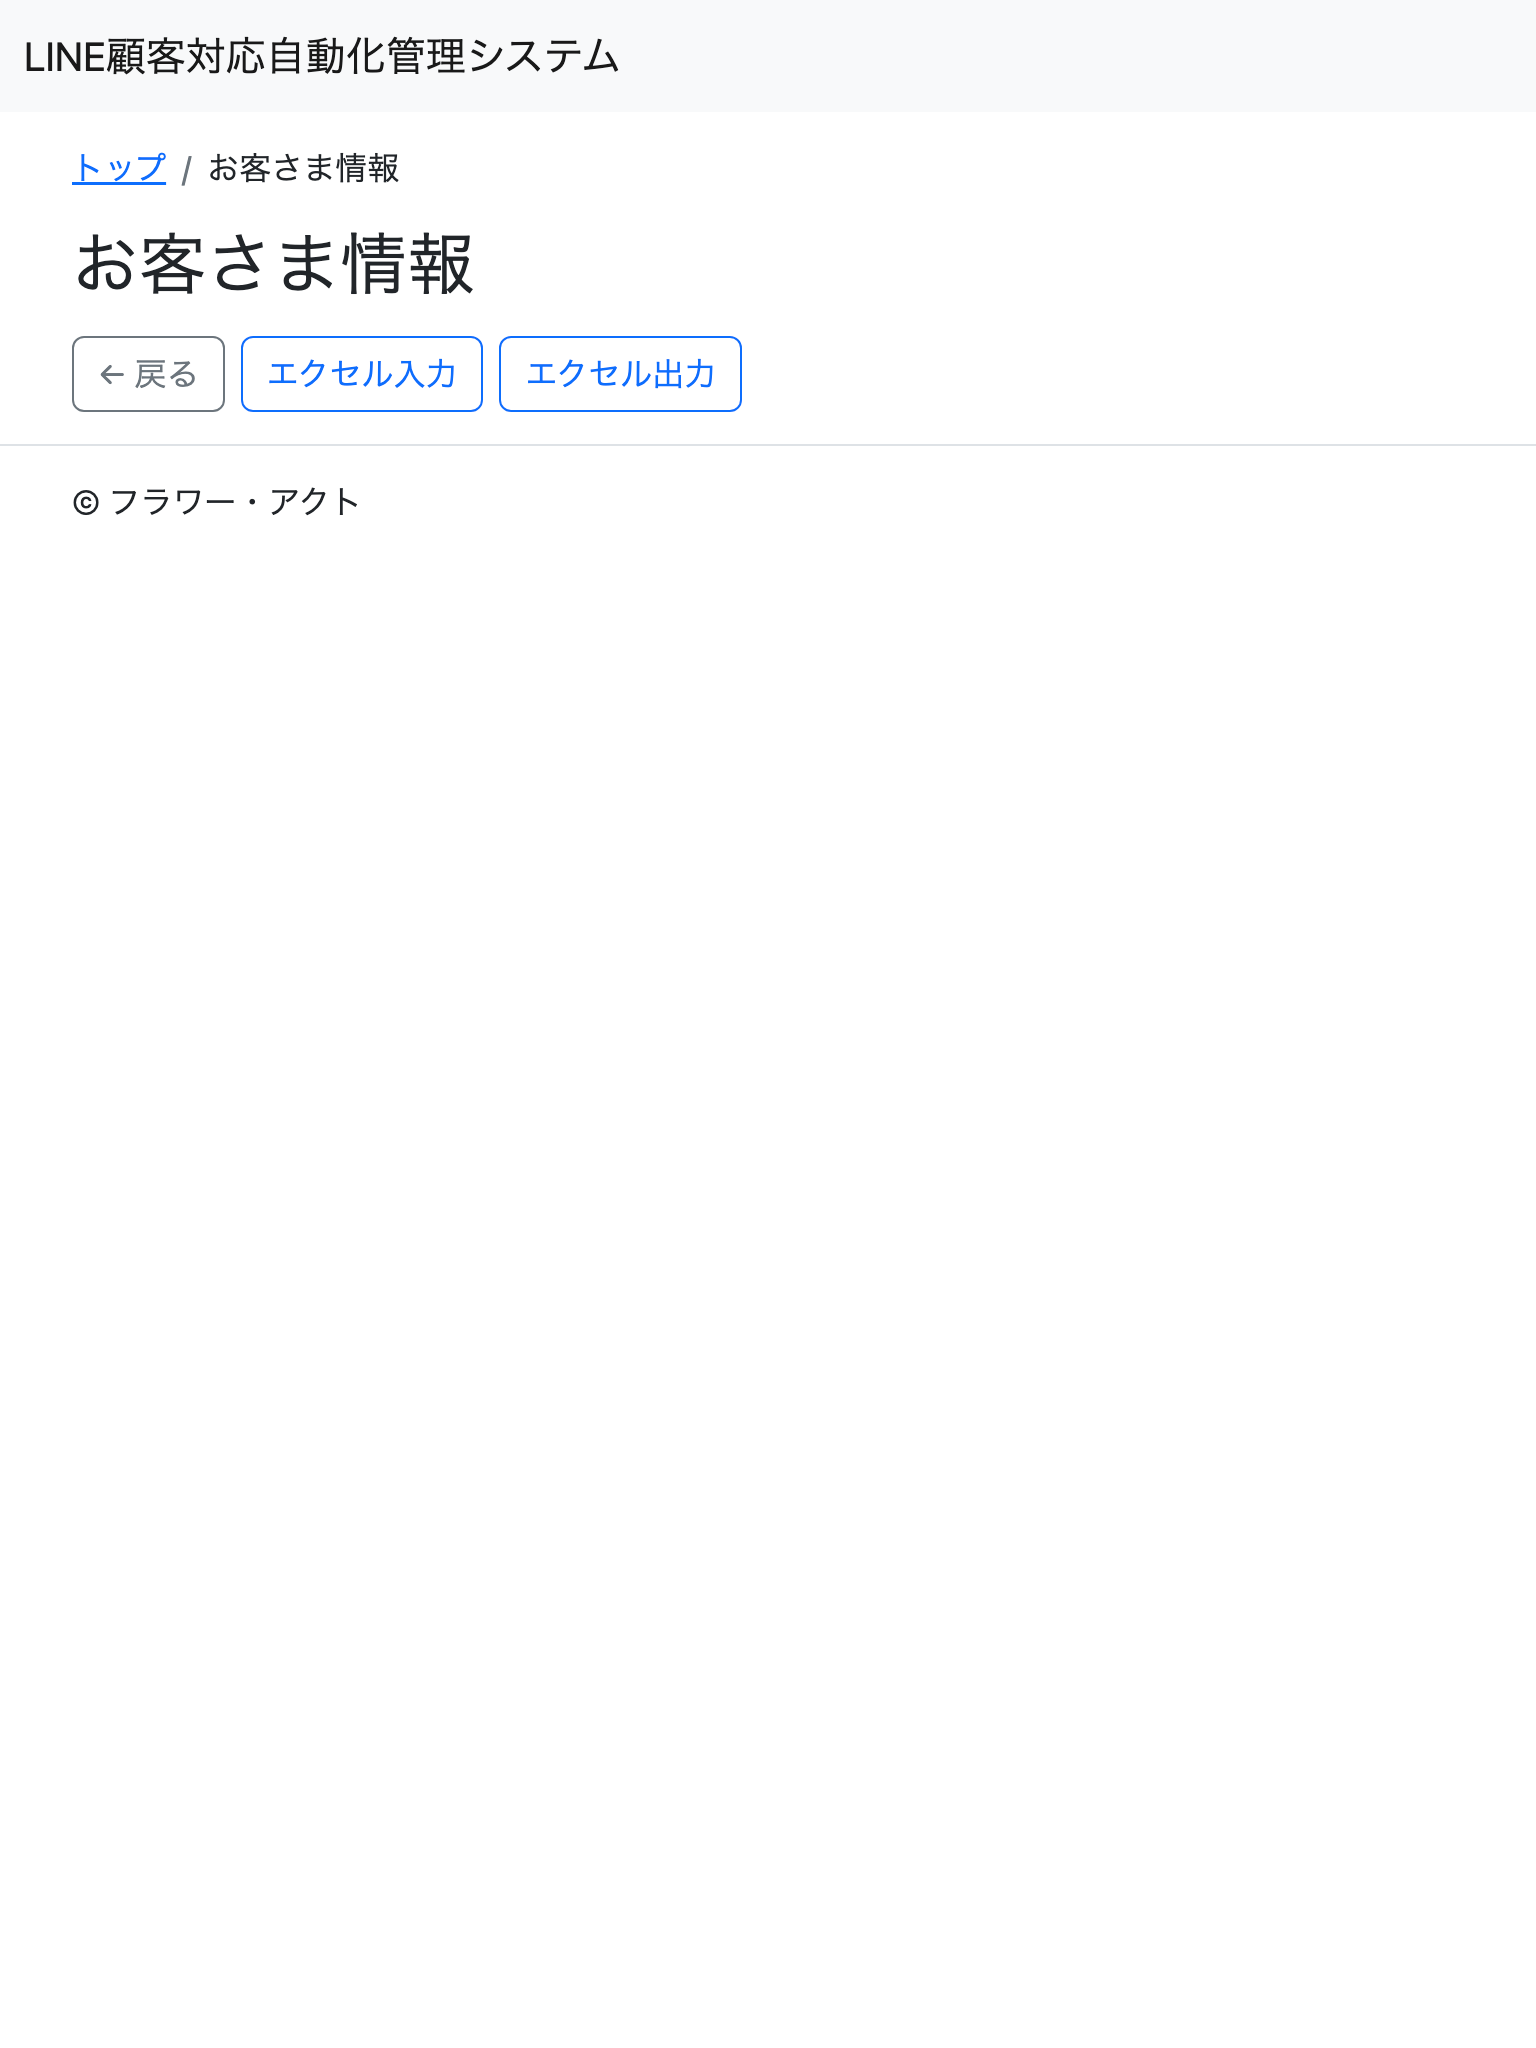 LINE顧客対応自動化管理システム
トップ / お客さま情報
お客さま情報
← 戻る エクセル入力 エクセル出力
© フラワー・アクト